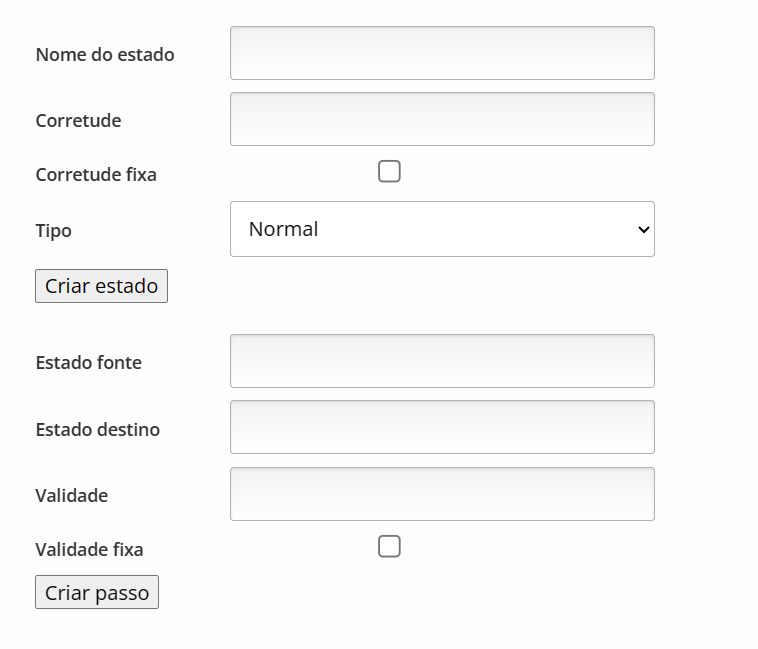 Nome do estado
Corretude
Corretude fixa
Tipo Normal
Criar estado
Estado fonte
Estado destino
Validade
Validade fixa
Criar passo